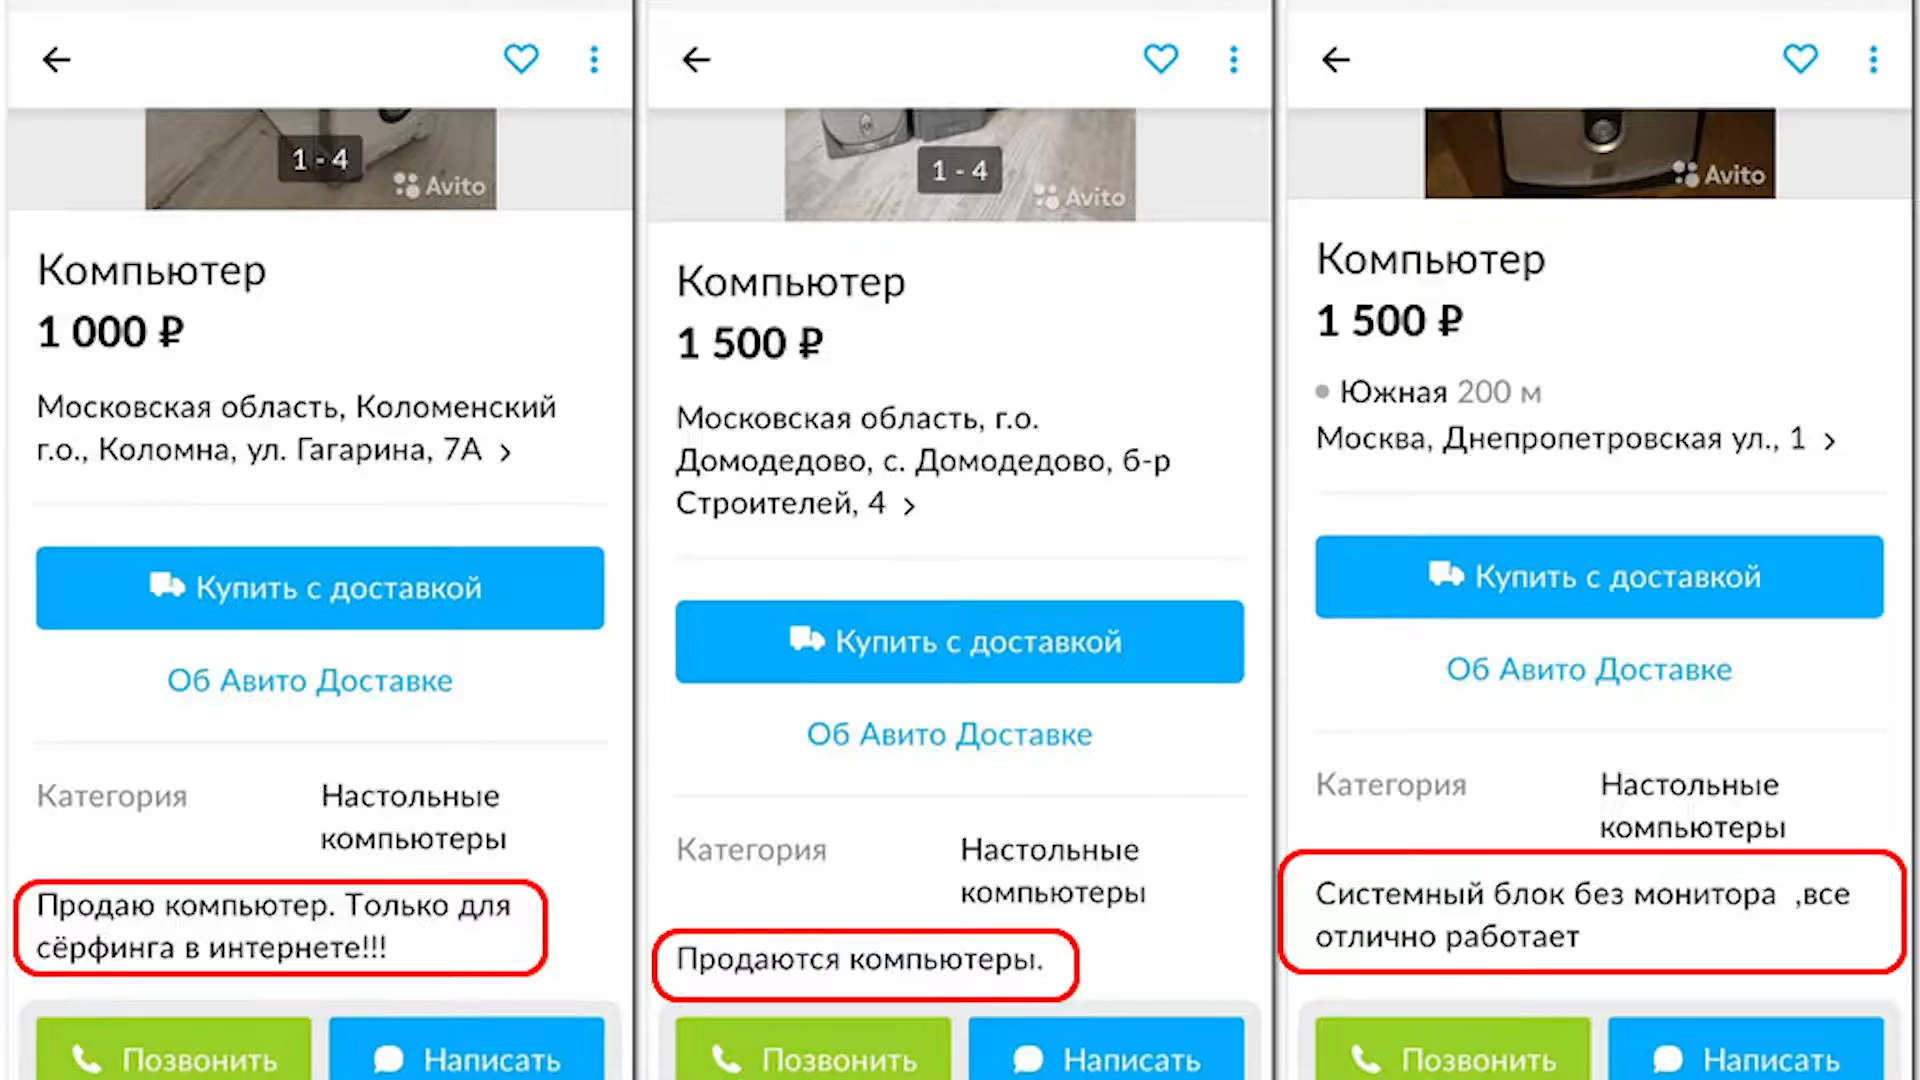 1 - 4
Avito
Компьютер
1 000 ₽
Московская область, Коломенский
г.о., Коломна, ул. Гагарина, 7А >
Купить с доставкой
Об Авито Доставке
Категория Настольные
компьютеры
Продаю компьютер. Только для
сёрфинга в интернете!!!
Позвонить Написать
1 - 4
Avito
Компьютер
1 500 ₽
Московская область, г.о.
Домодедово, с. Домодедово, б-р
Строителей, 4 >
Купить с доставкой
Об Авито Доставке
Категория Настольные
компьютеры
Продаются компьютеры.
Позвонить Написать
Avito
Компьютер
1 500 ₽
Южная 200 м
Москва, Днепропетровская ул., 1 >
Купить с доставкой
Об Авито Доставке
Категория Настольные
компьютеры
Системный блок без монитора ,все
отлично работает
Позвонить Написать